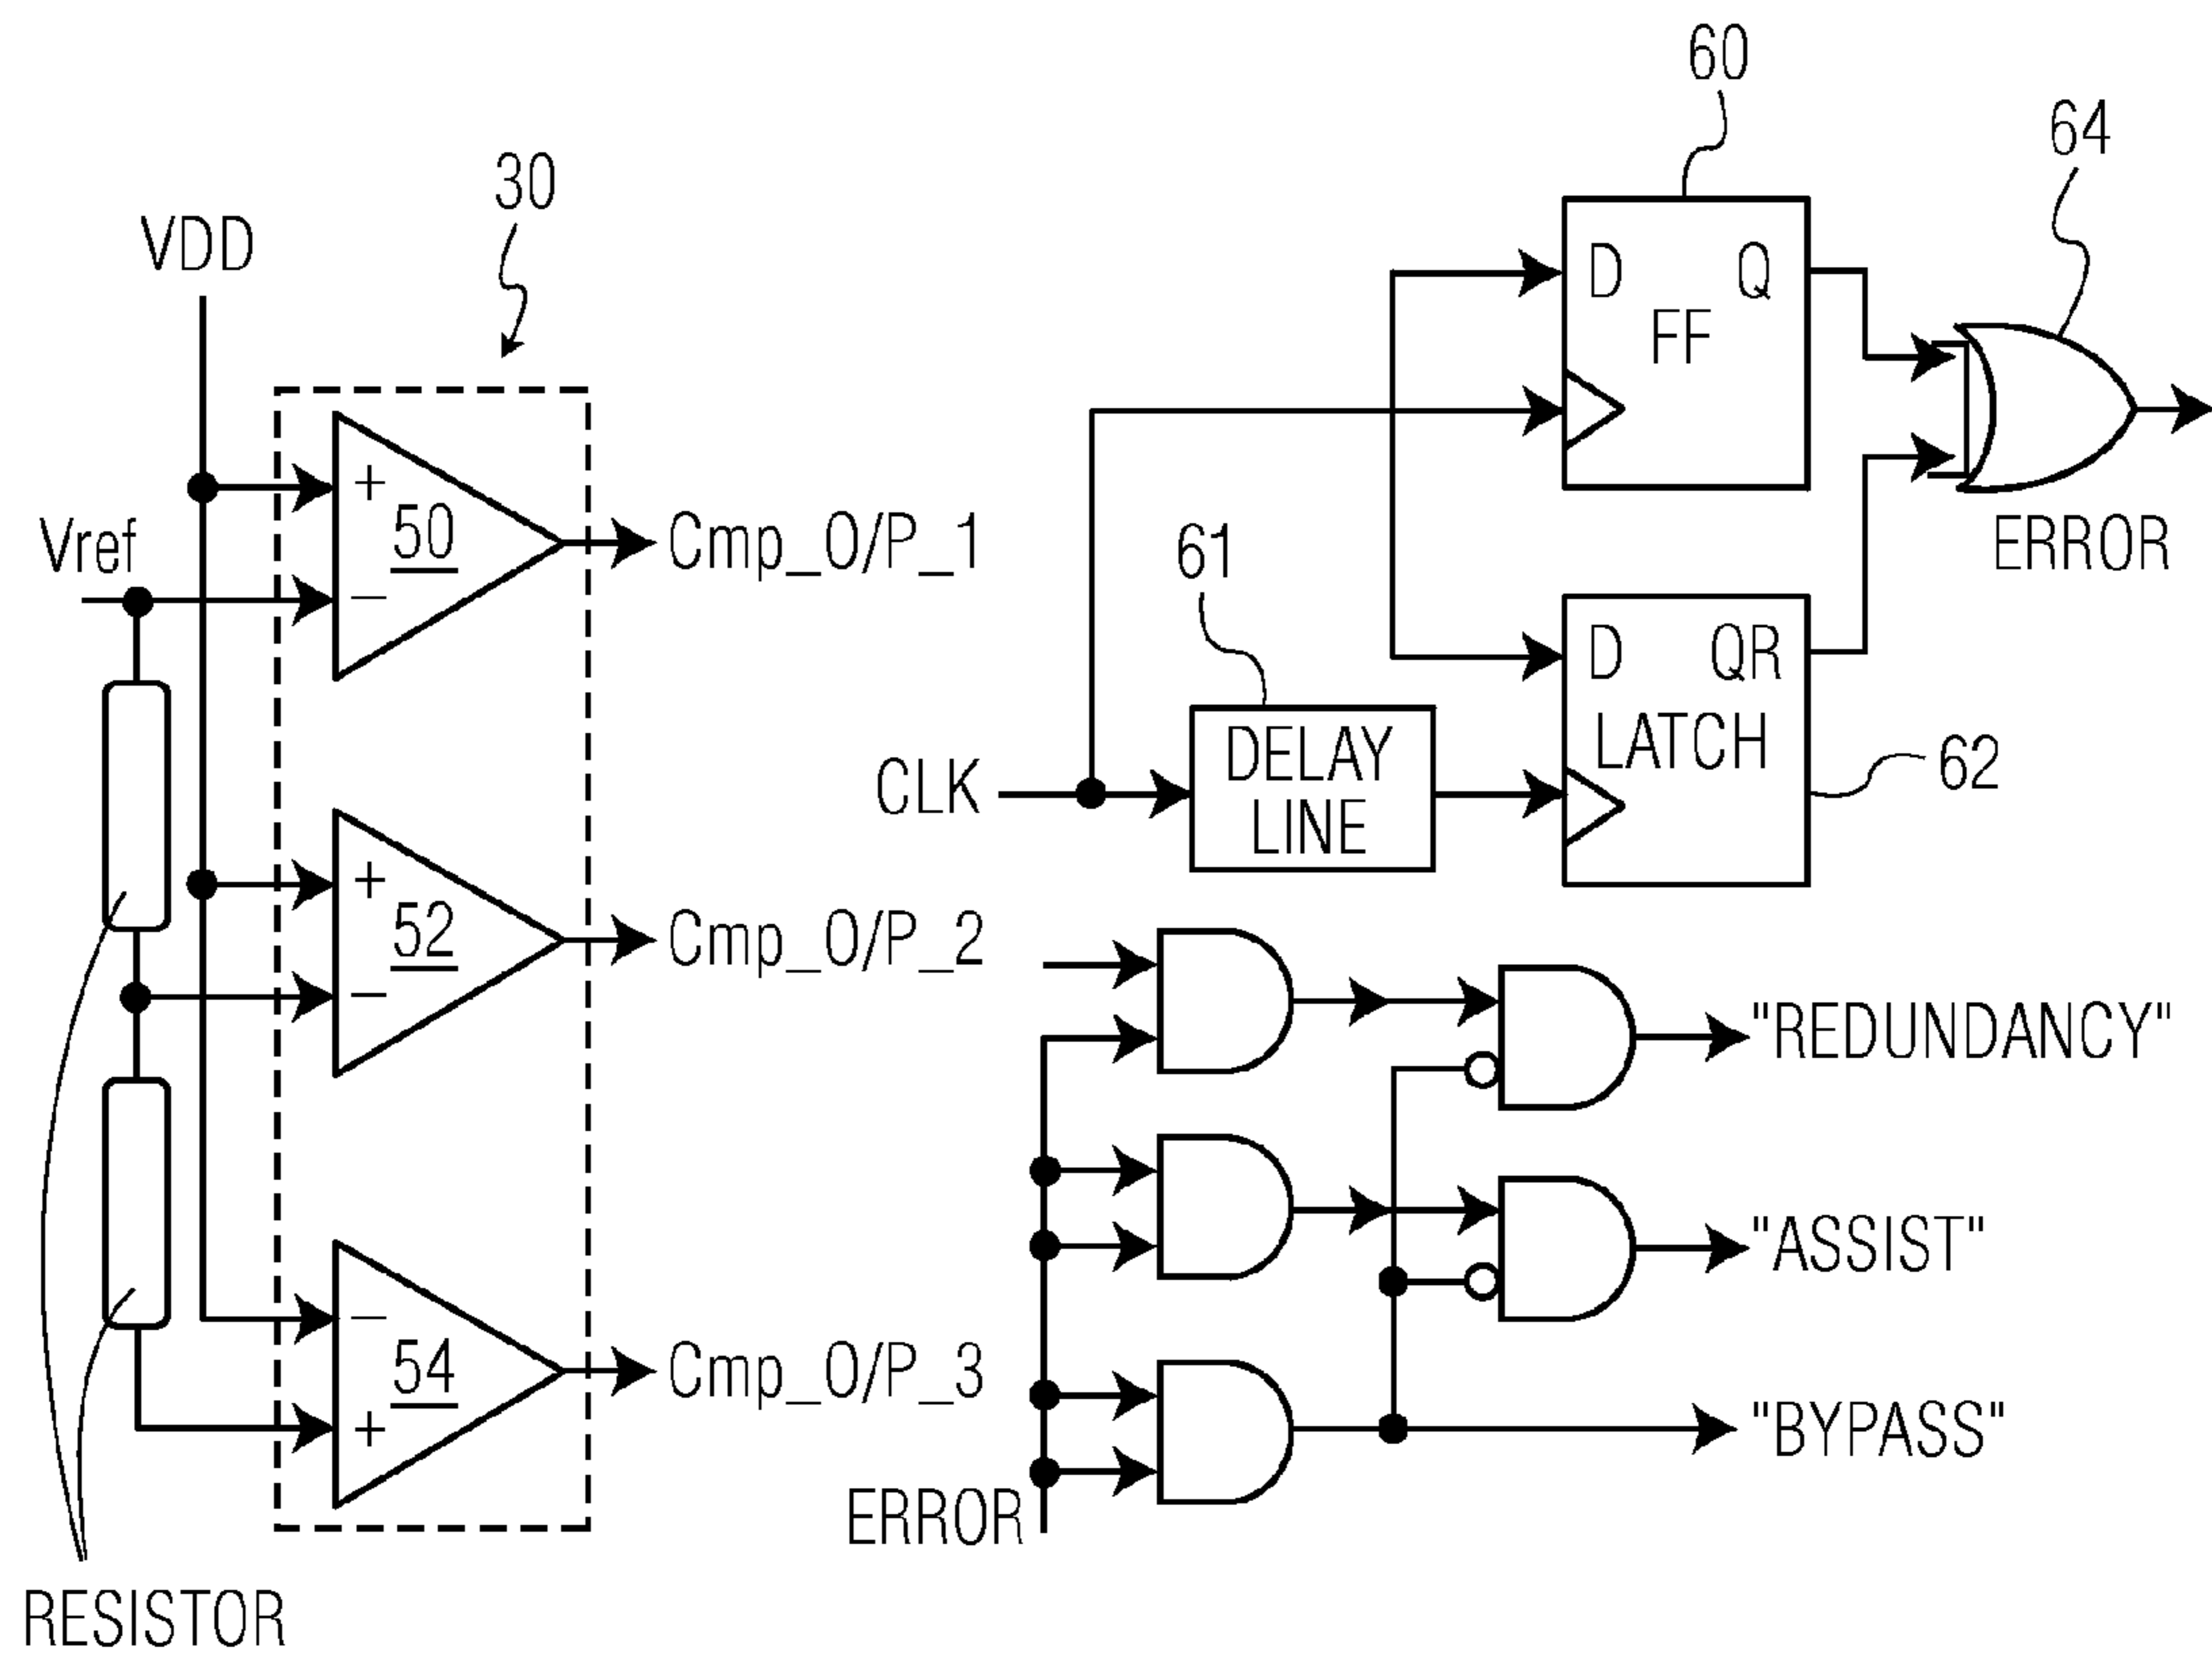 60
64
30
VDD
D Q
FF
+
50
Cmp_O/P_1
Vref
−
61
ERROR
D QR
LATCH
DELAY
LINE
CLK
62
+
52
Cmp_O/P_2
−
"REDUNDANCY"
"ASSIST"
−
54
Cmp_O/P_3
+
"BYPASS"
ERROR
RESISTOR